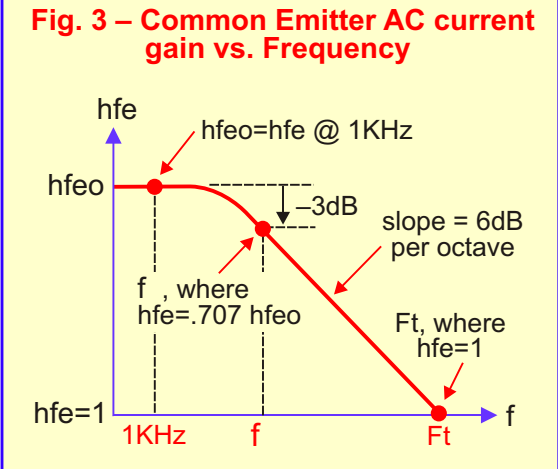 Fig. 3 – Common Emitter AC current
gain vs. Frequency
hfe
hfeo=hfe @ 1KHz
hfeo
–3dB
slope = 6dB
per octave
f , where
hfe=.707 hfeo
Ft, where
hfe=1
hfe=1
f
1KHz
f
Ft